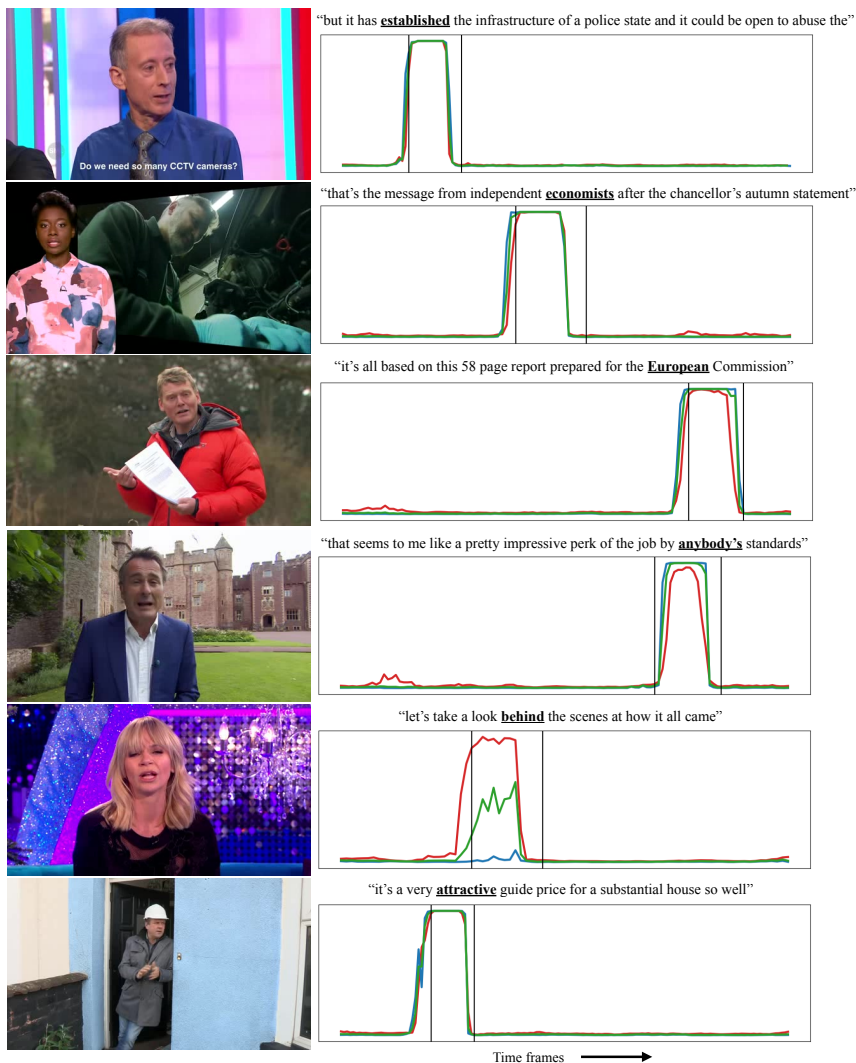 “but it has established the infrastructure of a police state and it could be open to abuse the”
Do we need so many CCTV cameras?
“that’s the message from independent economists after the chancellor’s autumn statement”
“it’s all based on this 58 page report prepared for the European Commission”
“that seems to me like a pretty impressive perk of the job by anybody’s standards”
“let’s take a look behind the scenes at how it all came”
“it’s a very attractive guide price for a substantial house so well”
Time frames